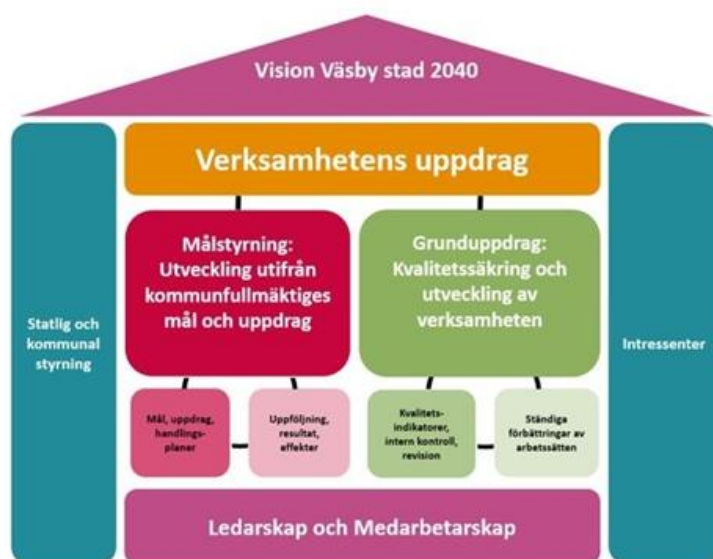 Vision Väsby stad 2040
Verksamhetens uppdrag
Statlig och
kommunal
styrning
Målstyrning:
Utveckling utifrån
kommunfullmäktiges
mål och uppdrag
Grunduppdrag:
Kvalitetssäkring och
utveckling av
verksamheten
Intressenter
Mål, uppdrag,
handlings-
planer
Uppföljning,
resultat,
effekter
Kvalitets-
indikatorer,
intern kontroll,
revision
Ständiga
förbättringar av
arbetssätten
Ledarskap och Medarbetarskap